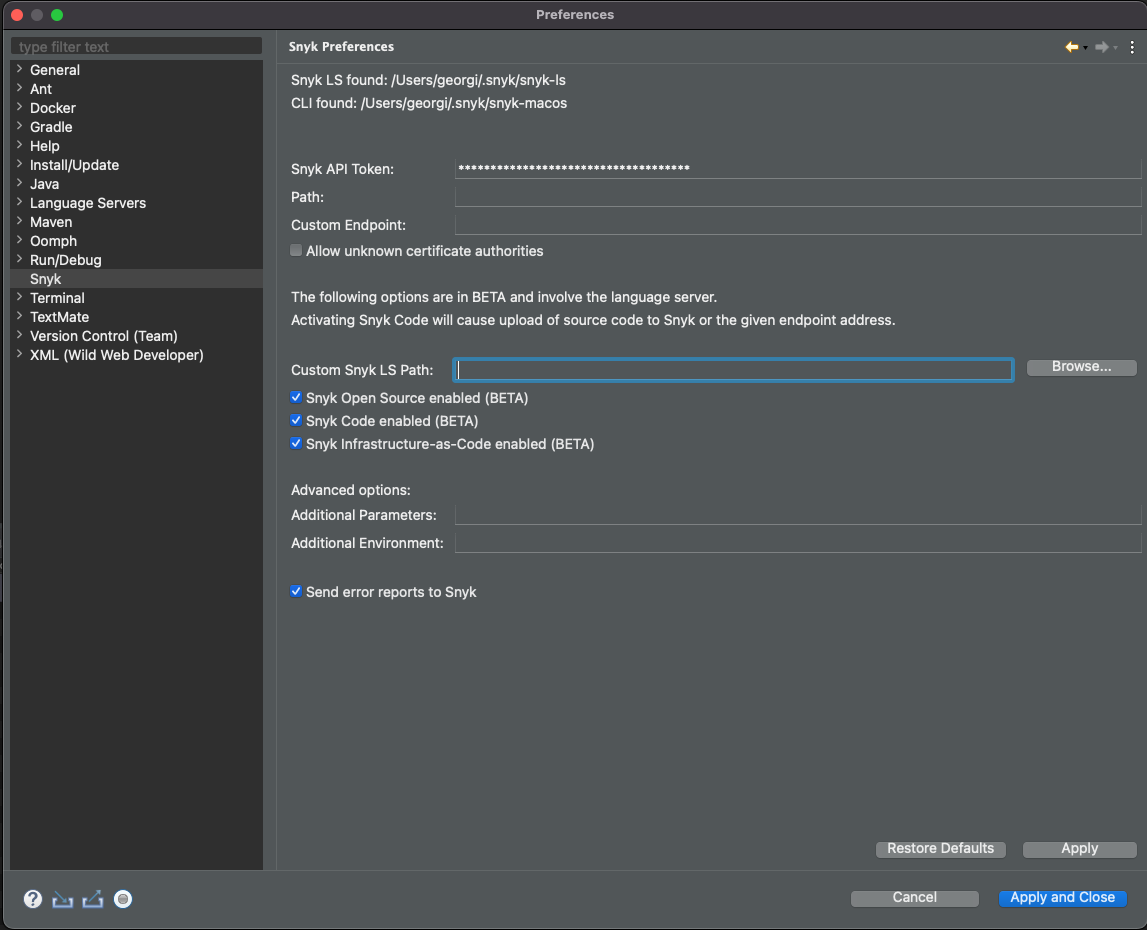 Preferences
type filter text
General
Ant
Docker
Gradle
Help
Install/Update
Java
Language Servers
Maven
Oomph
Run/Debug
Snyk
Terminal
TextMate
Version Control (Team)
XML (Wild Web Developer)
Snyk Preferences
Snyk LS found: /Users/georgi/.snyk/snyk-ls
CLI found: /Users/georgi/.snyk/snyk-macos
Snyk API Token: ************************************
Path:
Custom Endpoint:
Allow unknown certificate authorities
The following options are in BETA and involve the language server.
Activating Snyk Code will cause upload of source code to Snyk or the given endpoint address.
Custom Snyk LS Path: Browse...
Snyk Open Source enabled (BETA)
Snyk Code enabled (BETA)
Snyk Infrastructure-as-Code enabled (BETA)
Advanced options:
Additional Parameters:
Additional Environment:
Send error reports to Snyk
Restore Defaults Apply
? Cancel Apply and Close